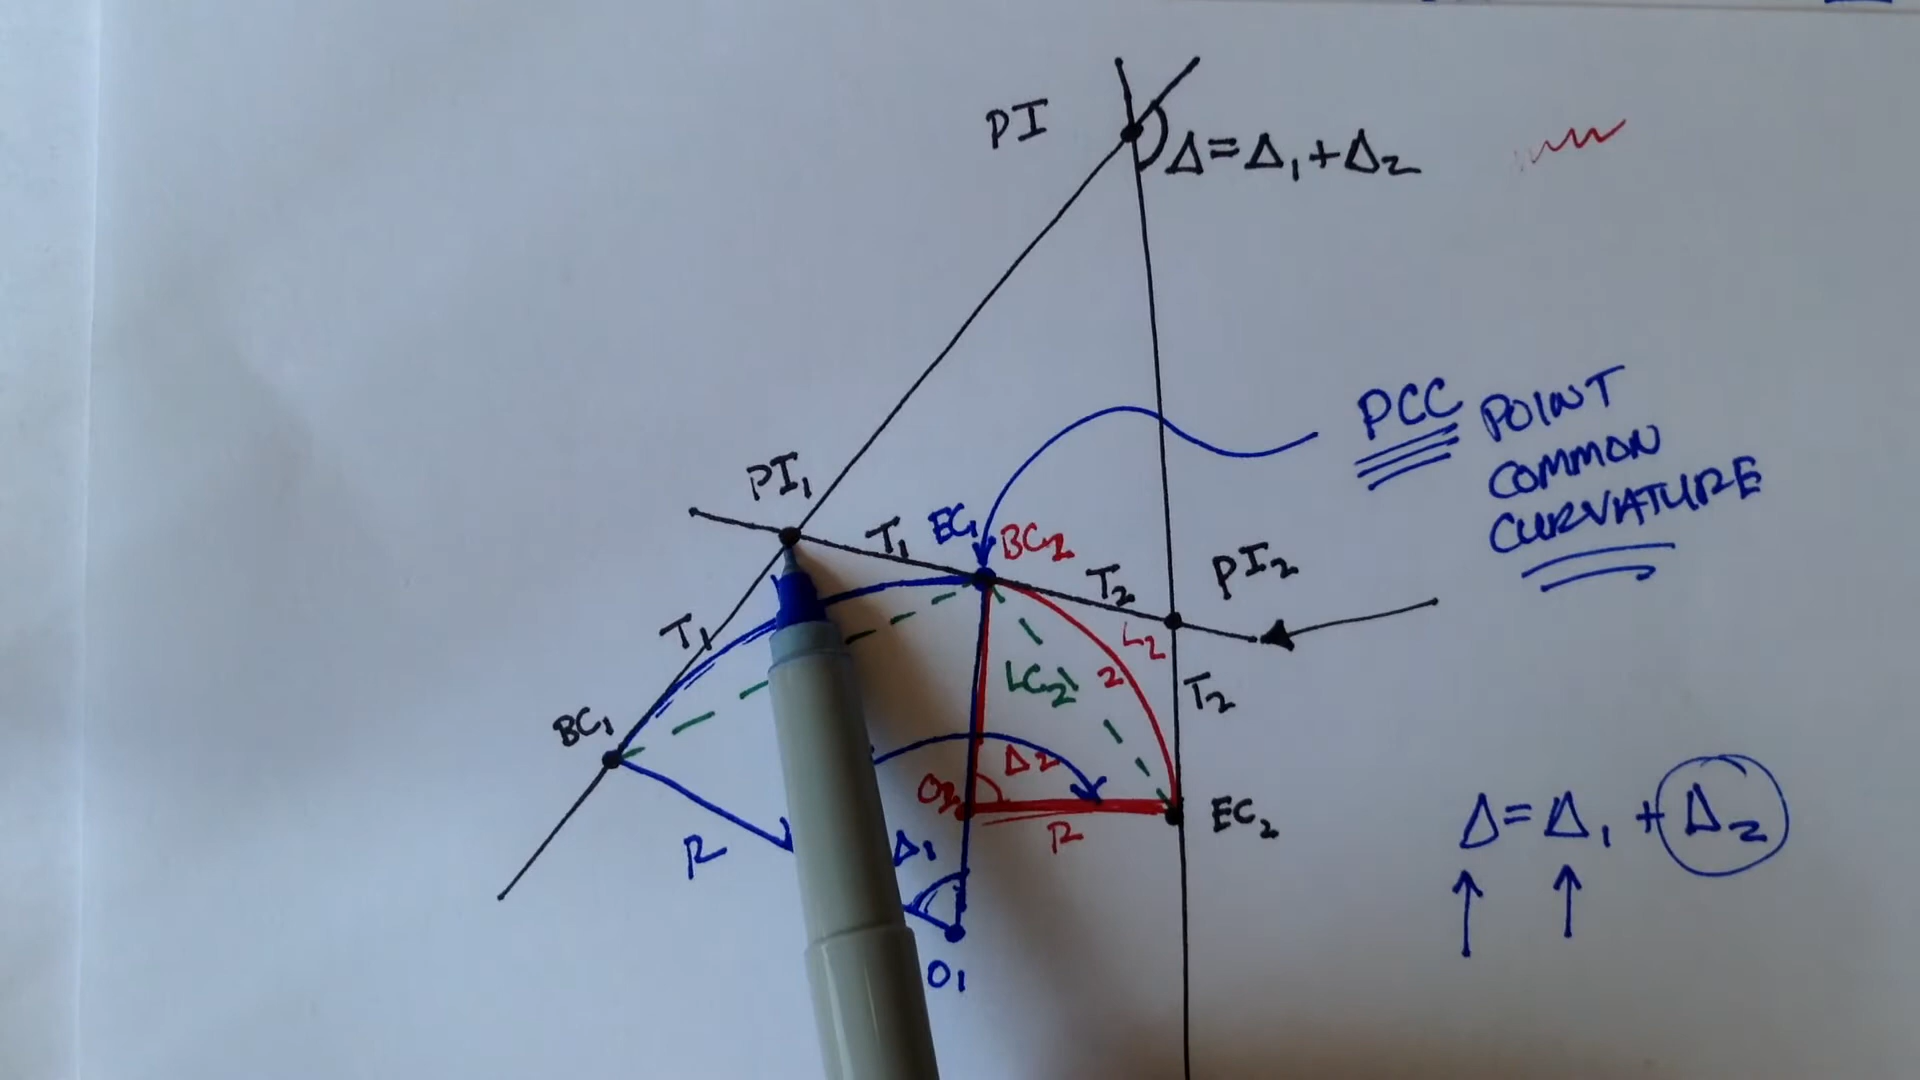 PI
Δ=Δ₁+Δ₂
PCC POINT
COMMON
CURVATURE
PI₁
T₁
EC₁
BC₂
T₂
PI₂
T₁
L₂
2
LC₂
T₂
BC₁
Δ₂
O₂
R
EC₂
R
Δ₁
Δ=Δ₁+Δ₂
O₁